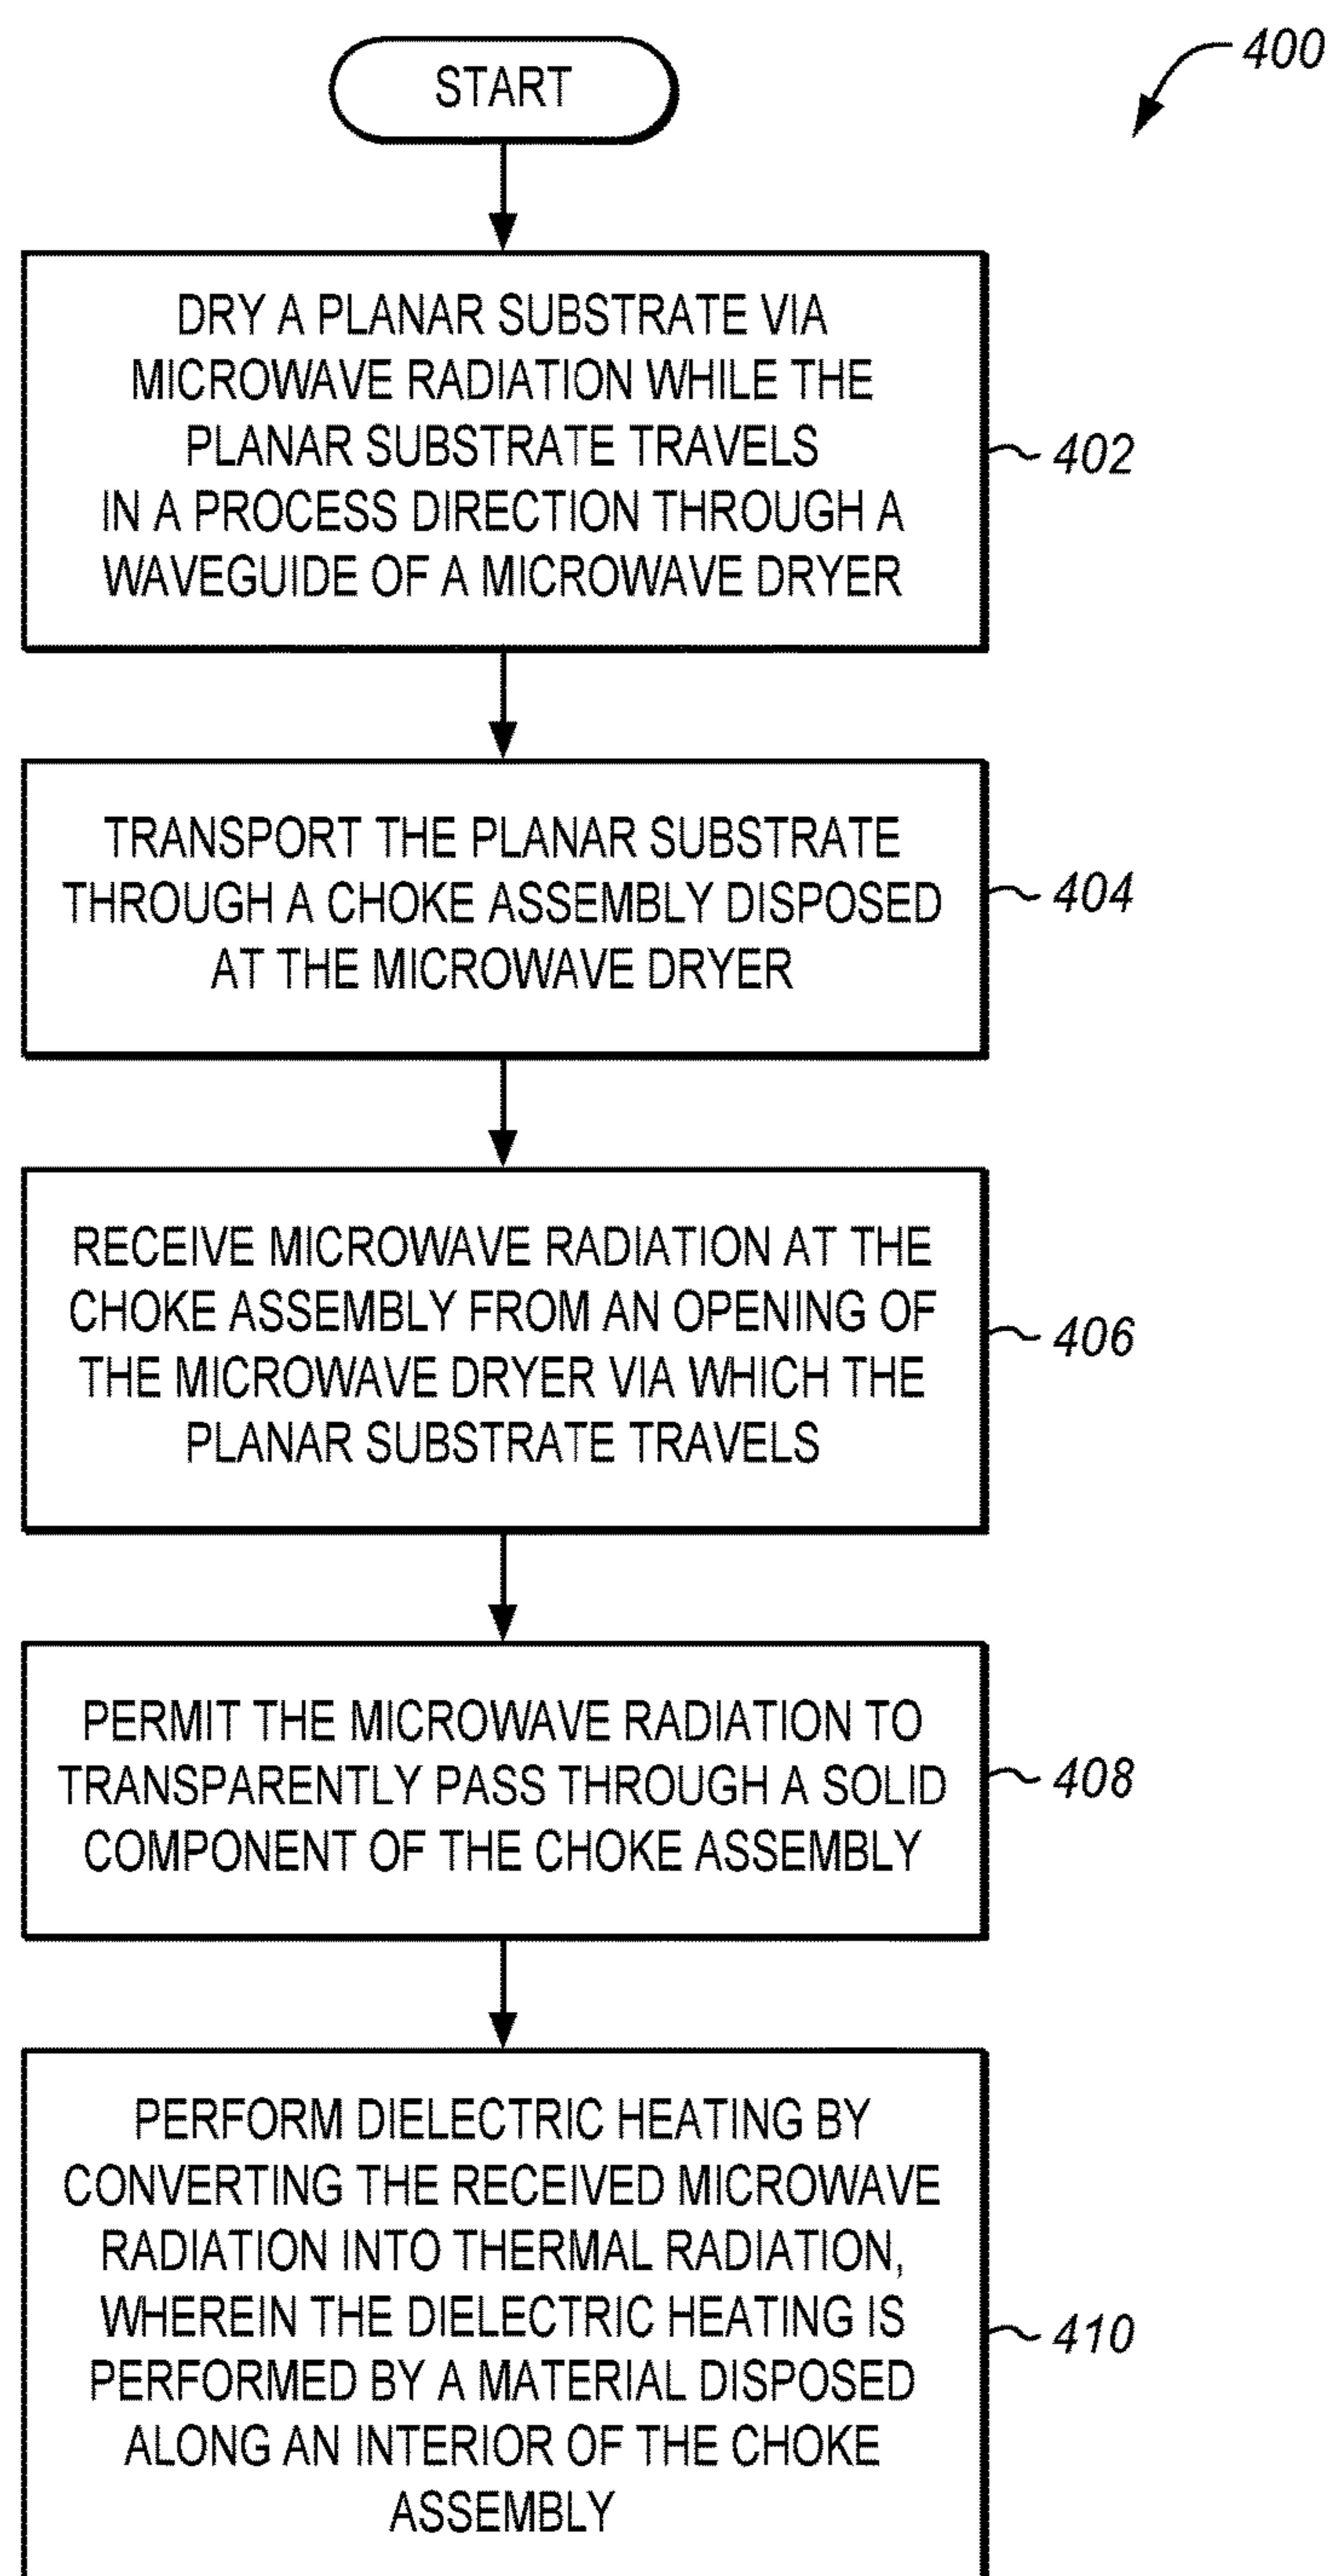 400
START
DRY A PLANAR SUBSTRATE VIA
MICROWAVE RADIATION WHILE THE
PLANAR SUBSTRATE TRAVELS
IN A PROCESS DIRECTION THROUGH A
WAVEGUIDE OF A MICROWAVE DRYER
402
TRANSPORT THE PLANAR SUBSTRATE
THROUGH A CHOKE ASSEMBLY DISPOSED
AT THE MICROWAVE DRYER
404
RECEIVE MICROWAVE RADIATION AT THE
CHOKE ASSEMBLY FROM AN OPENING OF
THE MICROWAVE DRYER VIA WHICH THE
PLANAR SUBSTRATE TRAVELS
406
PERMIT THE MICROWAVE RADIATION TO
TRANSPARENTLY PASS THROUGH A SOLID
COMPONENT OF THE CHOKE ASSEMBLY
408
PERFORM DIELECTRIC HEATING BY
CONVERTING THE RECEIVED MICROWAVE
RADIATION INTO THERMAL RADIATION,
WHEREIN THE DIELECTRIC HEATING IS
PERFORMED BY A MATERIAL DISPOSED
ALONG AN INTERIOR OF THE CHOKE
ASSEMBLY
410